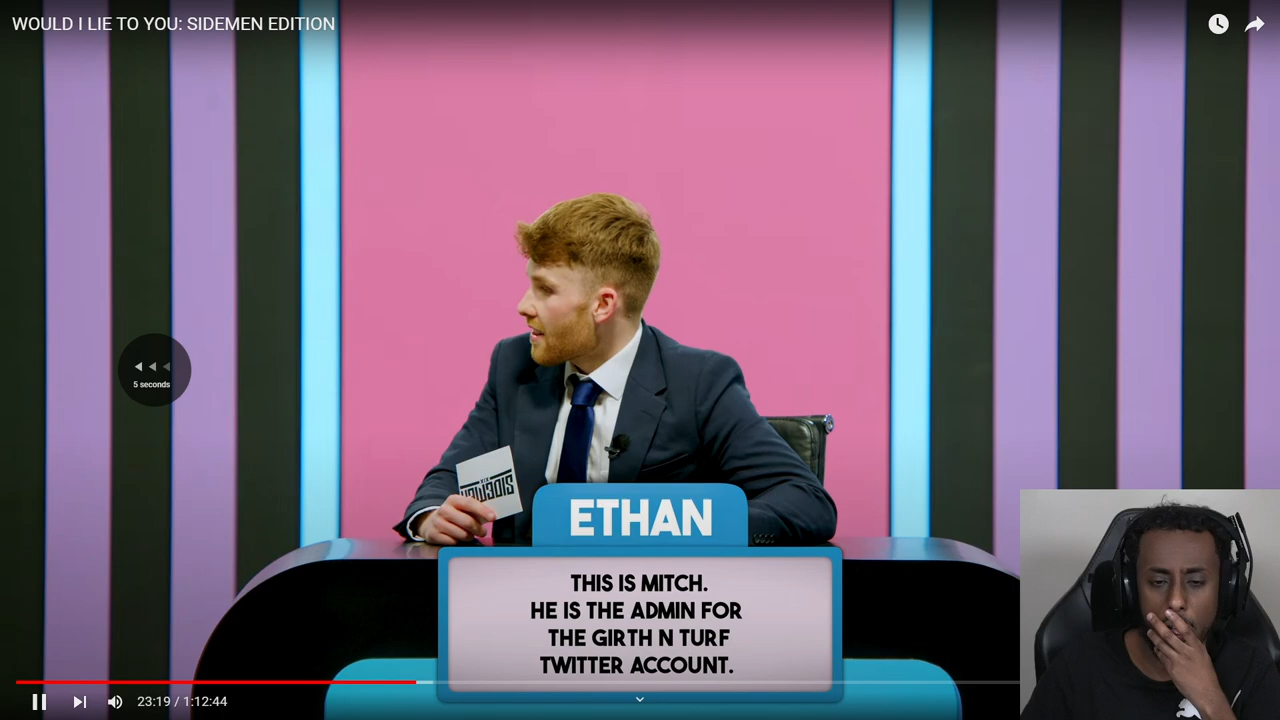 WOULD I LIE TO YOU: SIDEMEN EDITION
5 seconds
SIDEMEN
ETHAN
THIS IS MITCH.
HE IS THE ADMIN FOR
THE GIRTH N TURF
TWITTER ACCOUNT.
23:19 / 1:12:44